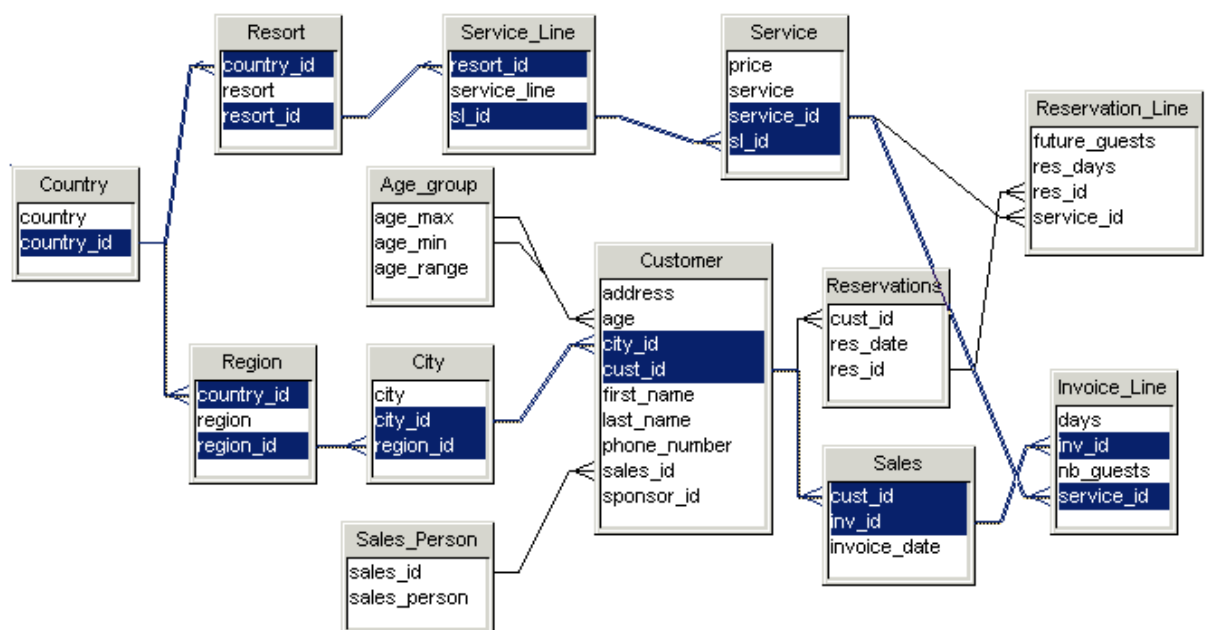 Resort
country_id
resort
resort_id
Service_Line
resort_id
service_line
sl_id
Service
price
service
service_id
sl_id
Reservation_Line
future_guests
res_days
res_id
service_id
Country
country
country_id
Age_group
age_max
age_min
age_range
Customer
address
age
city_id
cust_id
first_name
last_name
phone_number
sales_id
sponsor_id
Reservations
cust_id
res_date
res_id
Region
country_id
region
region_id
City
city
city_id
region_id
Invoice_Line
days
inv_id
nb_guests
service_id
Sales
cust_id
inv_id
invoice_date
Sales_Person
sales_id
sales_person